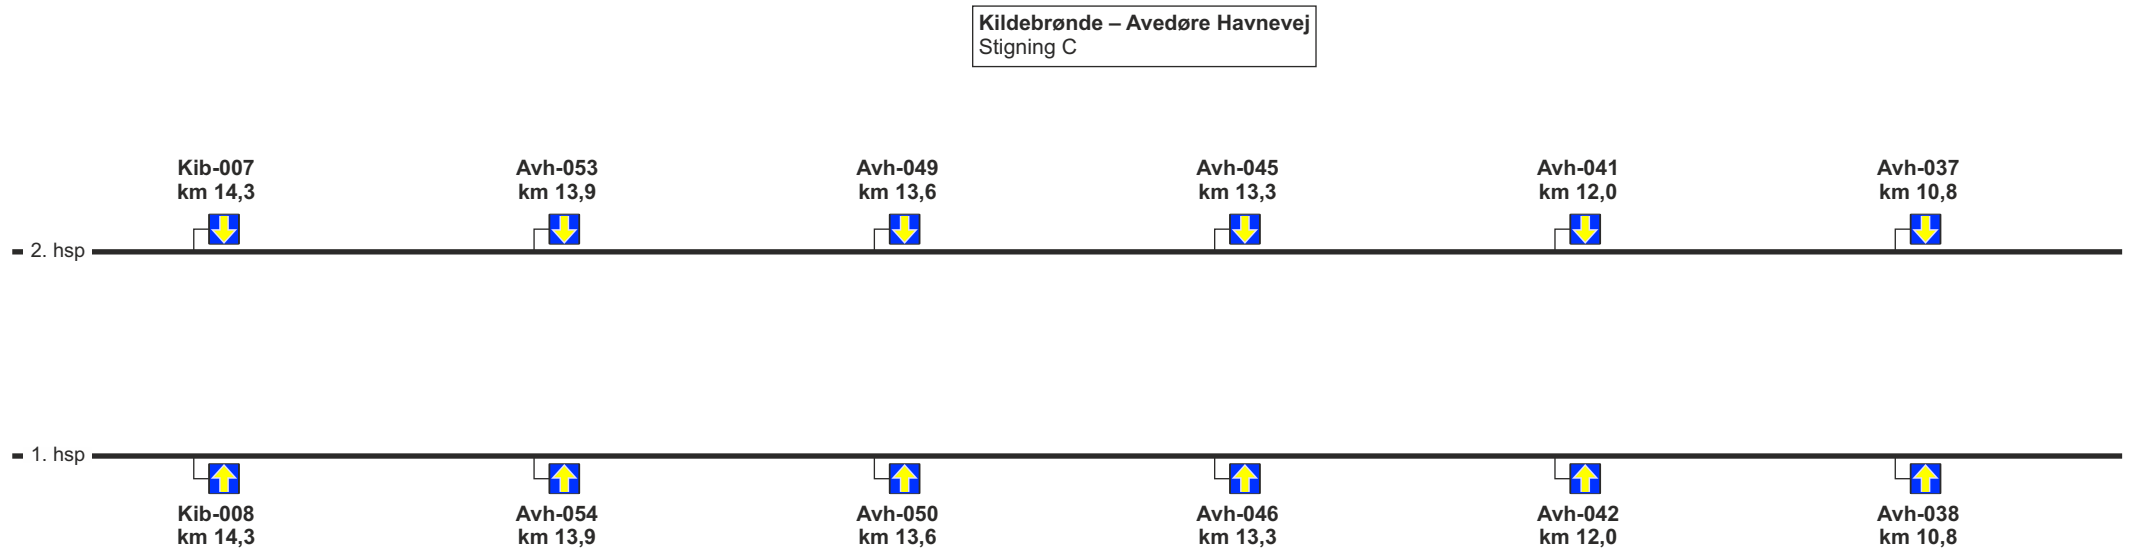 Kildebrønde – Avedøre Havnevej
Stigning C
Kib-007
km 14,3
Avh-053
km 13,9
Avh-049
km 13,6
Avh-045
km 13,3
Avh-041
km 12,0
Avh-037
km 10,8
2. hsp
1. hsp
Kib-008
km 14,3
Avh-054
km 13,9
Avh-050
km 13,6
Avh-046
km 13,3
Avh-042
km 12,0
Avh-038
km 10,8